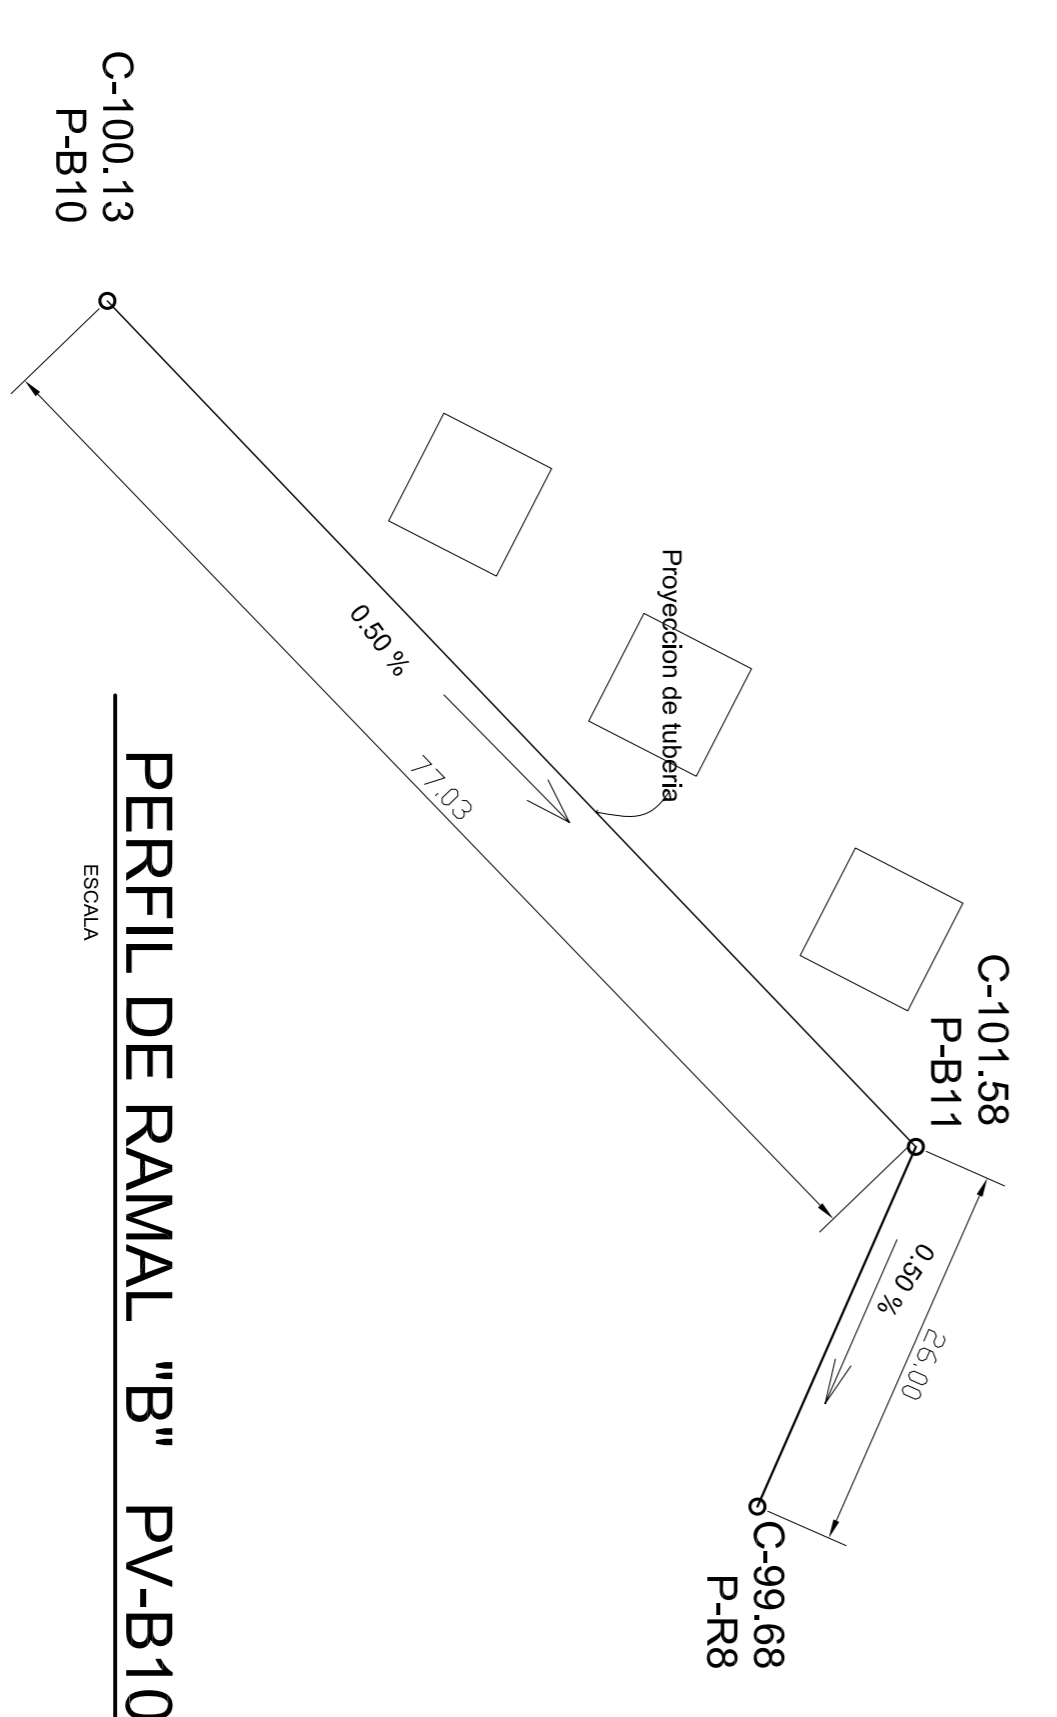 C-101.58
P-B11
C-99.68
P-R8
0.50 %
26.00
Proyeccion de tuberia
0.50 %
77.03
C-100.13
P-B10
PERFIL DE RAMAL "B" PV-B10
ESCALA